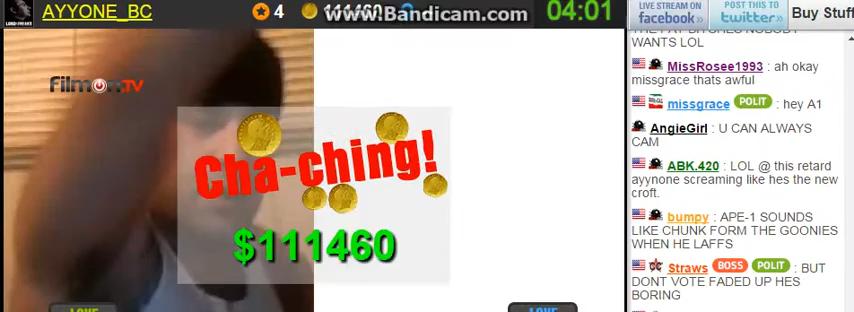 AYYONE_BC
4
111460
www.Bandicam.com
04:01
LIVE STREAM ON
facebook
POST THIS TO
twitter
Buy Stuff
FilmOn.TV
Cha-ching!
$111460
WANTS LOL
MissRosee1993 : ah okay
missgrace thats awful
missgrace POLIT : hey A1
AngieGirl : U CAN ALWAYS
CAM
ABK.420 : LOL @ this retard
ayynone screaming like hes the new
croft.
bumpy : APE-1 SOUNDS
LIKE CHUNK FORM THE GOONIES
WHEN HE LAFFS
Straws BOSS POLIT : BUT
DONT VOTE FADED UP HES
BORING
LOVE
LOVE